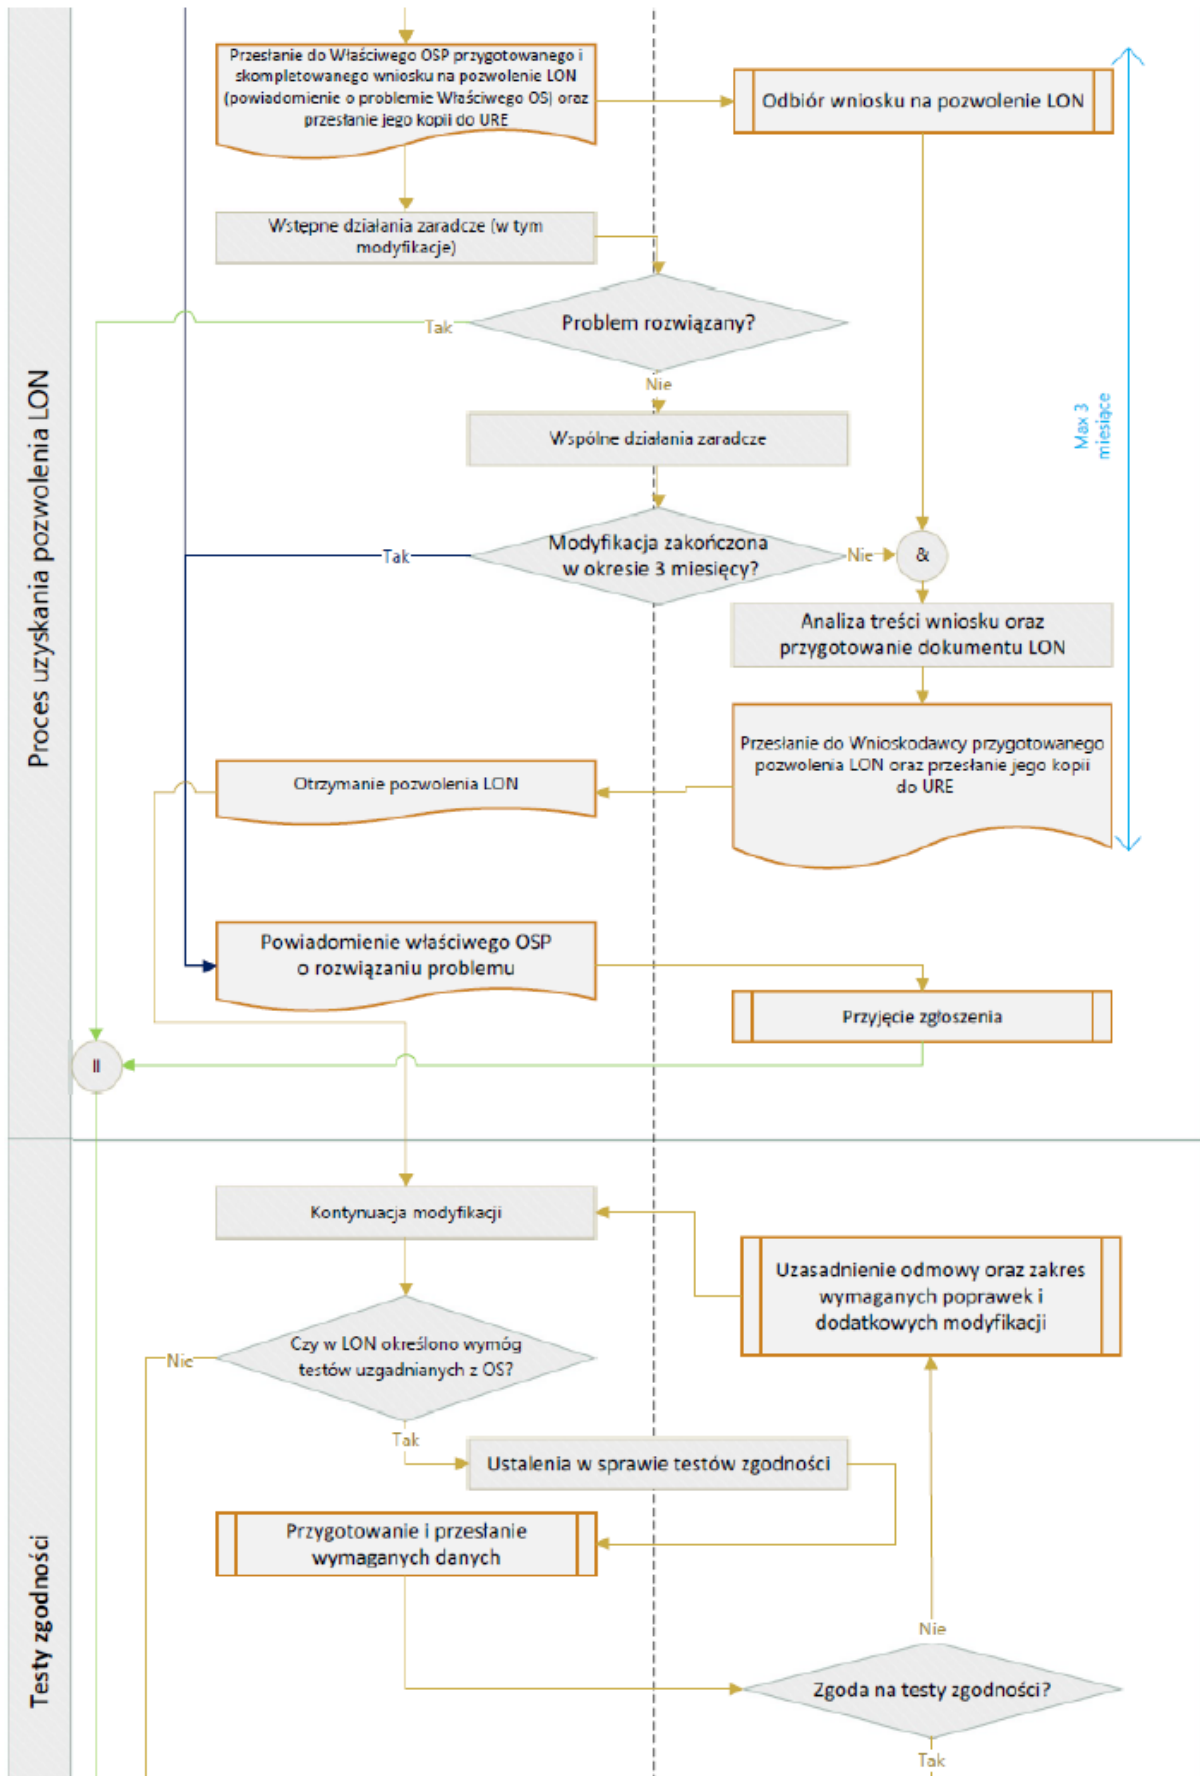 Proces uzyskania pozwolenia LON
Przesłanie do Właściwego OSP przygotowanego i
skompletowanego wniosku na pozwolenie LON
(powiadomienie o problemie Właściwego OS) oraz
przesłanie jego kopii do URE
Odbiór wniosku na pozwolenie LON
Wstępne działania zaradcze (w tym
modyfikacje)
Problem rozwiązany?
Tak
Nie
Max 3
miesiące
Wspólne działania zaradcze
Modyfikacja zakończona
w okresie 3 miesięcy?
Tak
Nie
&
Analiza treści wniosku oraz
przygotowanie dokumentu LON
Przesłanie do Wnioskodawcy przygotowanego
pozwolenia LON oraz przesłanie jego kopii
do URE
Otrzymanie pozwolenia LON
Powiadomienie właściwego OSP
o rozwiązaniu problemu
Przyjęcie zgłoszenia
II
Testy zgodności
Kontynuacja modyfikacji
Uzasadnienie odmowy oraz zakres
wymaganych poprawek i
dodatkowych modyfikacji
Czy w LON określono wymóg
testów uzgadnianych z OS?
Nie
Tak
Ustalenia w sprawie testów zgodności
Przygotowanie i przesłanie
wymaganych danych
Nie
Zgoda na testy zgodności?
Tak